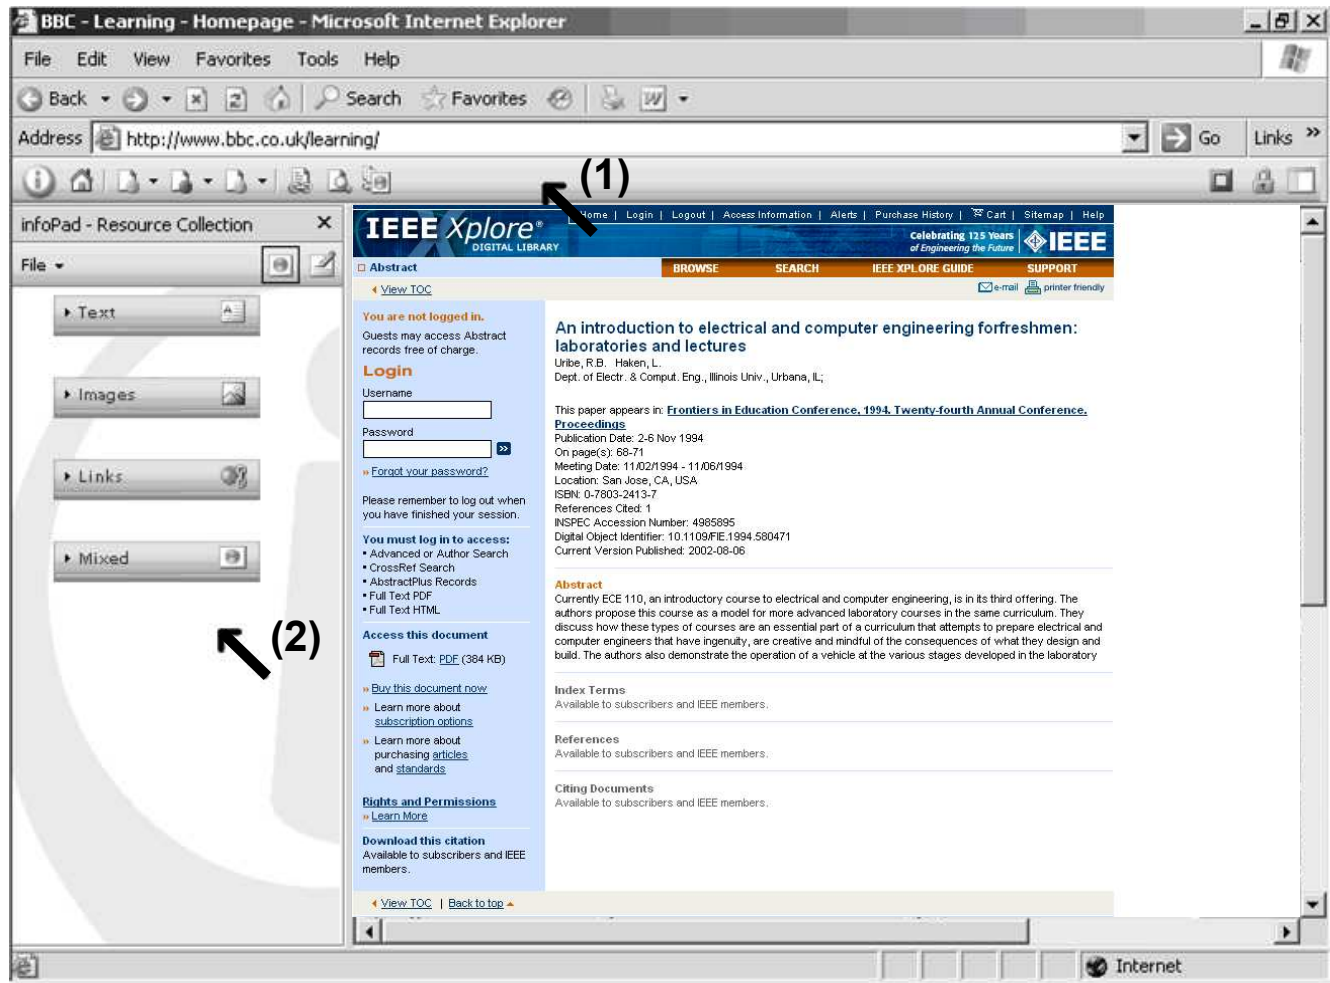 BBC - Learning - Homepage - Microsoft Internet Explorer
File Edit View Favorites Tools Help
Back Search Favorites
Address http://www.bbc.co.uk/learning/ Go Links »
(1)
infoPad - Resource Collection X
File
Text
Images
Links
Mixed
(2)
IEEE Xplore®
DIGITAL LIBRARY
Home | Login | Logout | Access Information | Alerts | Purchase History | Cart | Sitemap | Help
Celebrating 125 Years
of Engineering the Future
IEEE
Abstract
BROWSE SEARCH IEEE XPLORE GUIDE SUPPORT
View TOC
e-mail printer friendly
You are not logged in.
Guests may access Abstract
records free of charge.
Login
Username
Password
»
» Forgot your password?
Please remember to log out when
you have finished your session.
You must log in to access:
• Advanced or Author Search
• CrossRef Search
• AbstractPlus Records
• Full Text PDF
• Full Text HTML
Access this document
Full Text: PDF (384 KB)
» Buy this document now
» Learn more about
subscription options
» Learn more about
purchasing articles
and standards
Rights and Permissions
» Learn More
Download this citation
Available to subscribers and IEEE
members.
An introduction to electrical and computer engineering forfreshmen:
laboratories and lectures
Uribe, R.B. Haken, L.
Dept. of Electr. & Comput. Eng., Illinois Univ., Urbana, IL;
This paper appears in: Frontiers in Education Conference, 1994. Twenty-fourth Annual Conference.
Proceedings
Publication Date: 2-6 Nov 1994
On page(s): 68-71
Meeting Date: 11/02/1994 - 11/06/1994
Location: San Jose, CA, USA
ISBN: 0-7803-2413-7
References Cited: 1
INSPEC Accession Number: 4985895
Digital Object Identifier: 10.1109/FIE.1994.580471
Current Version Published: 2002-08-06
Abstract
Currently ECE 110, an introductory course to electrical and computer engineering, is in its third offering. The
authors propose this course as a model for more advanced laboratory courses in the same curriculum. They
discuss how these types of courses are an essential part of a curriculum that attempts to prepare electrical and
computer engineers that have ingenuity, are creative and mindful of the consequences of what they design and
build. The authors also demonstrate the operation of a vehicle at the various stages developed in the laboratory
Index Terms
Available to subscribers and IEEE members.
References
Available to subscribers and IEEE members.
Citing Documents
Available to subscribers and IEEE members.
View TOC | Back to top
Internet